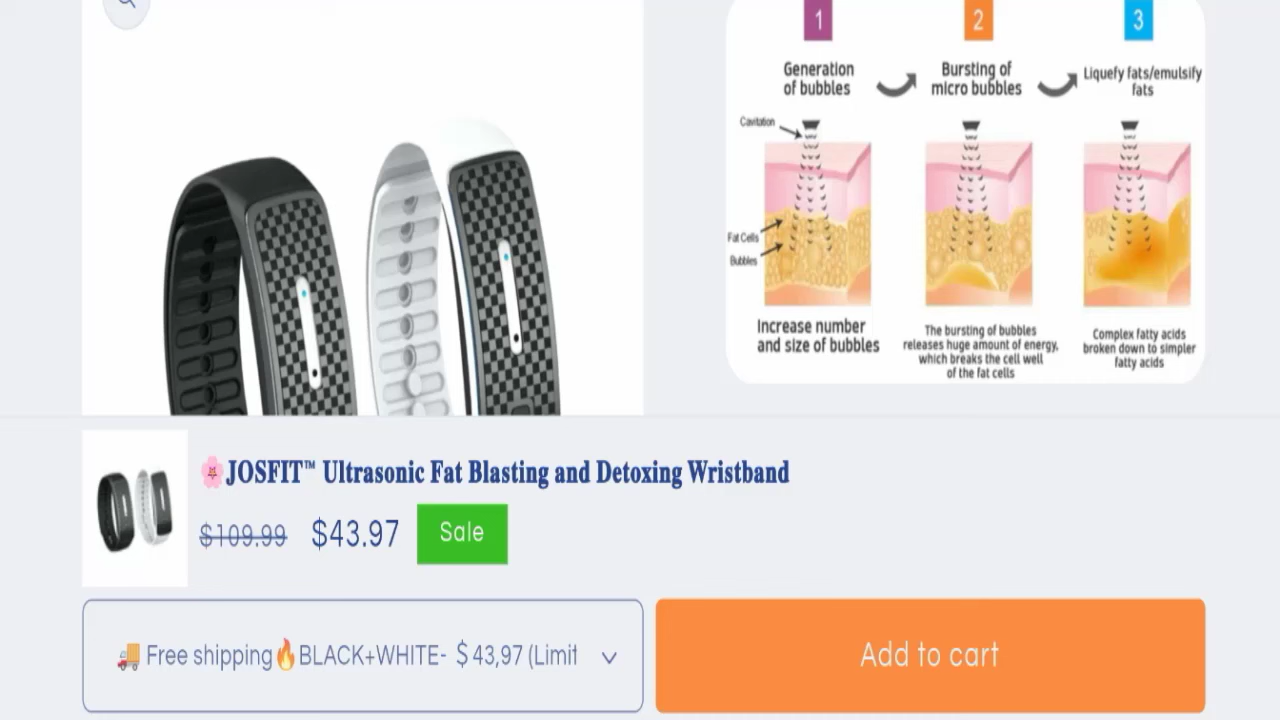 1
2
3
Generation
of bubbles
Bursting of
micro bubbles
Liquefy fats/emulsify
fats
Cavitation
Fat Cells
Bubbles
Increase number
and size of bubbles
The bursting of bubbles
releases huge amount of energy,
which breaks the cell well
of the fat cells
Complex fatty acids
broken down to simpler
fatty acids
🌸JOSFIT™ Ultrasonic Fat Blasting and Detoxing Wristband
$109.99 $43.97 Sale
🚚 Free shipping🔥BLACK+WHITE- $43,97 (Limit
Add to cart